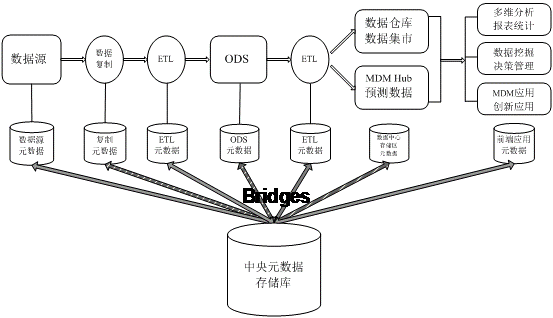 多维分析
报表统计
数据仓库
数据集市
数据源
数据
复制
ETL
ODS
ETL
数据挖掘
决策管理
MDM Hub
预测数据
MDM应用
创新应用
数据源
元数据
复制
元数据
ETL
元数据
ODS
元数据
ETL
元数据
数据中心
存储区
元数据
前端应用
元数据
Bridges
中央元数据
存储库